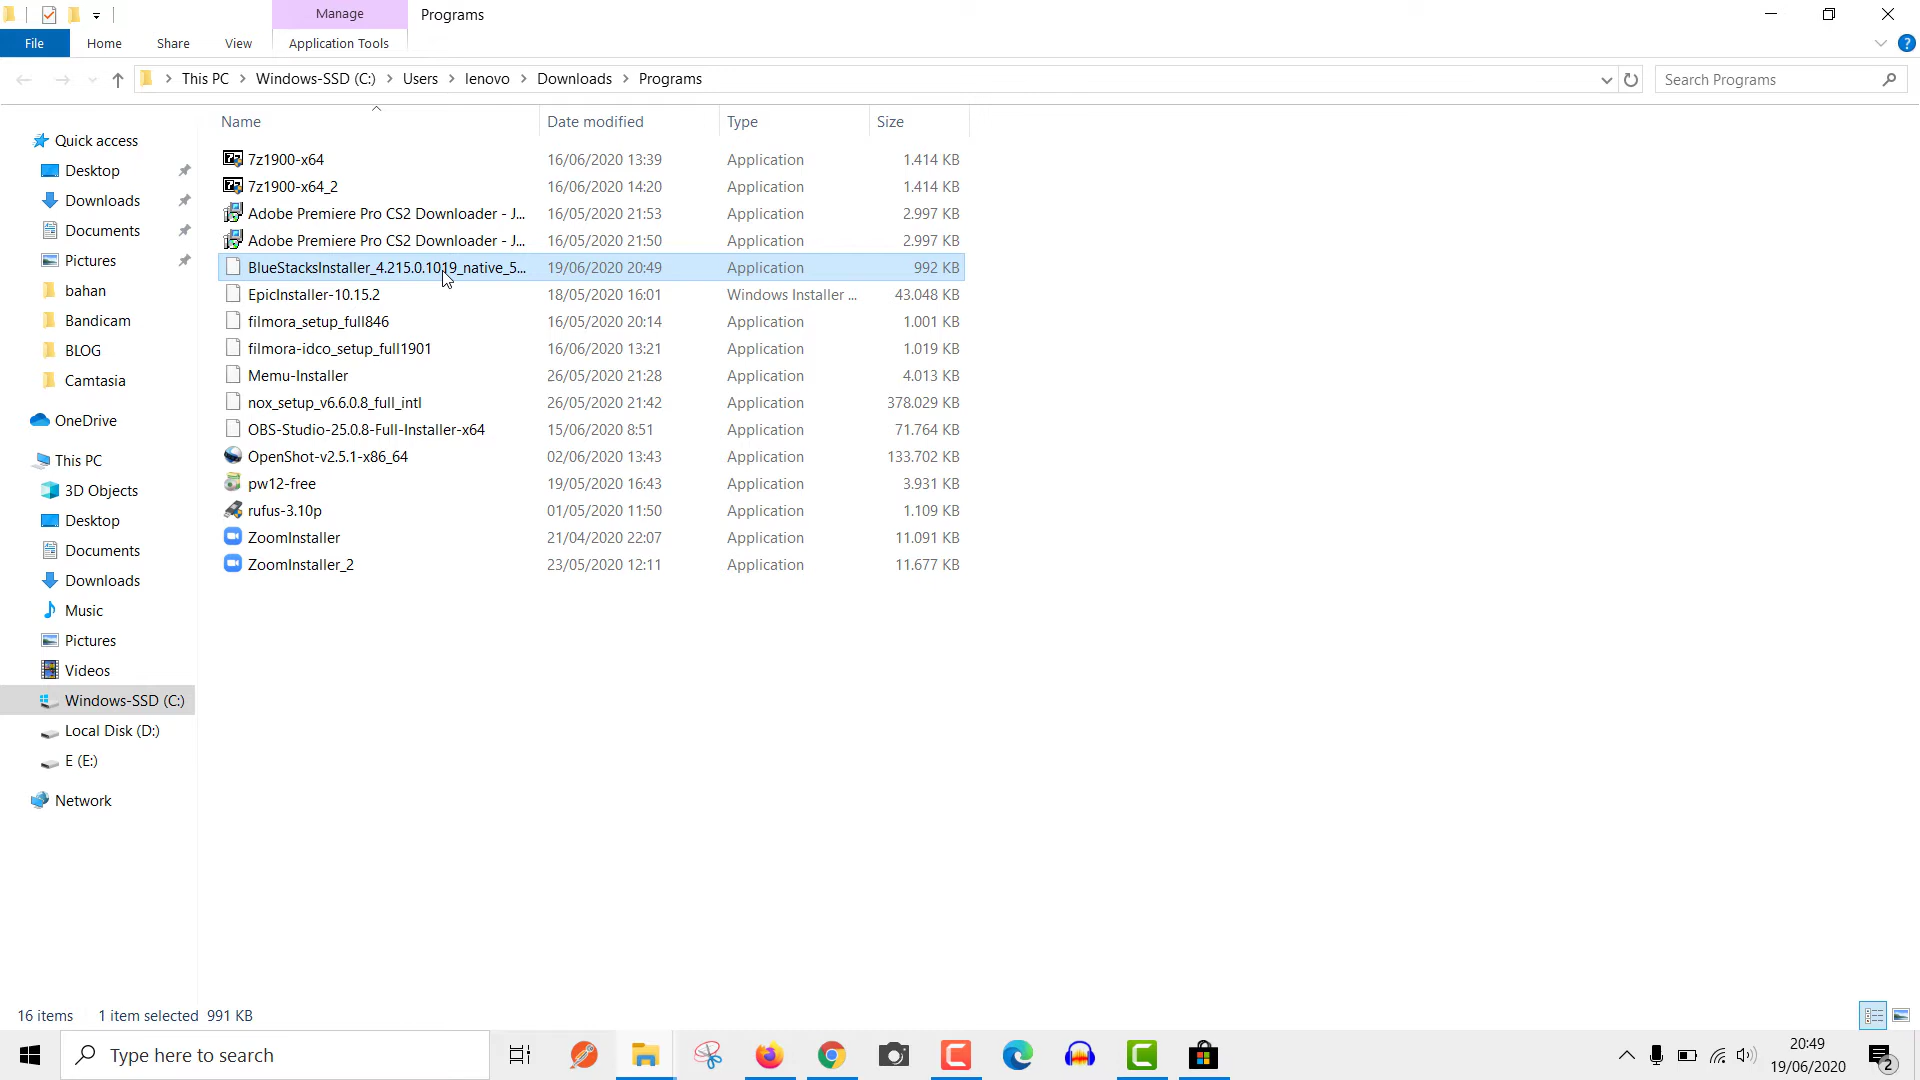 Manage
Programs
File
Home
Share
View
Application Tools
This PC
Windows-SSD (C:)
Users
lenovo
Downloads
Programs
Search Programs
Name
Date modified
Type
Size
7z1900-x64 16/06/2020 13:39 Application 1.414 KB
7z1900-x64_2 16/06/2020 14:20 Application 1.414 KB
Adobe Premiere Pro CS2 Downloader - J... 16/05/2020 21:53 Application 2.997 KB
Adobe Premiere Pro CS2 Downloader - J... 16/05/2020 21:50 Application 2.997 KB
BlueStacksInstaller_4.215.0.1019_native_5... 19/06/2020 20:49 Application 992 KB
EpicInstaller-10.15.2 18/05/2020 16:01 Windows Installer ... 43.048 KB
filmora_setup_full846 16/05/2020 20:14 Application 1.001 KB
filmora-idco_setup_full1901 16/06/2020 13:21 Application 1.019 KB
Memu-Installer 26/05/2020 21:28 Application 4.013 KB
nox_setup_v6.6.0.8_full_intl 26/05/2020 21:42 Application 378.029 KB
OBS-Studio-25.0.8-Full-Installer-x64 15/06/2020 8:51 Application 71.764 KB
OpenShot-v2.5.1-x86_64 02/06/2020 13:43 Application 133.702 KB
pw12-free 19/05/2020 16:43 Application 3.931 KB
rufus-3.10p 01/05/2020 11:50 Application 1.109 KB
ZoomInstaller 21/04/2020 22:07 Application 11.091 KB
ZoomInstaller_2 23/05/2020 12:11 Application 11.677 KB
Quick access
Desktop
Downloads
Documents
Pictures
bahan
Bandicam
BLOG
Camtasia
OneDrive
This PC
3D Objects
Desktop
Documents
Downloads
Music
Pictures
Videos
Windows-SSD (C:)
Local Disk (D:)
E (E:)
Network
16 items 1 item selected 991 KB
Type here to search
20:49
19/06/2020
2